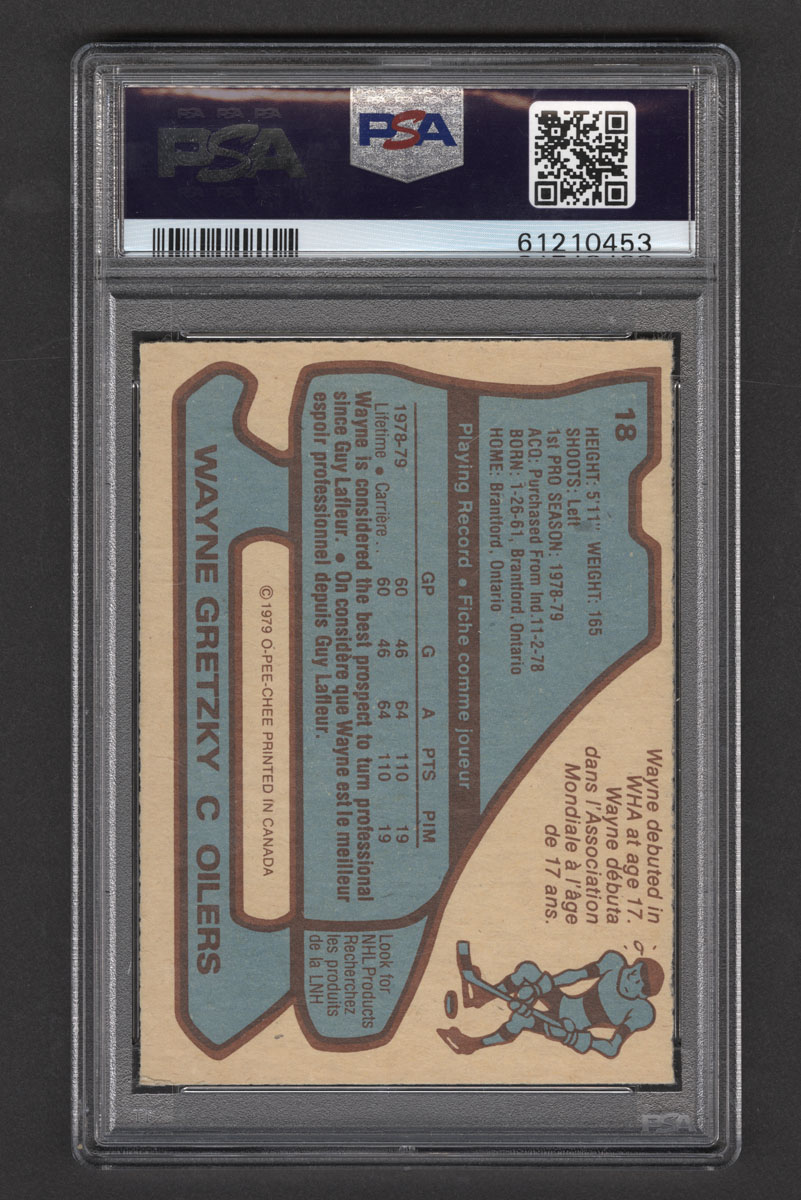 PSA PSA PSA
PSA
PSA
61210453
18
HEIGHT: 5'11" WEIGHT: 165
SHOOTS: Left
1st PRO SEASON: 1978-79
ACQ: Purchased From Ind. 11-2-78
BORN: 1-26-61, Brantford, Ontario
HOME: Brantford, Ontario
Wayne debuted in
WHA at age 17.
Wayne débuta
dans l'Association
Mondiale à l'âge
de 17 ans.
Playing Record • Fiche comme joueur
GP G A PTS PIM
1978-79 60 46 64 110 19
Lifetime • Carrière.. 60 46 64 110 19
Wayne is considered the best prospect to turn professional
since Guy Lafleur. • On considère que Wayne est le meilleur
espoir professionnel depuis Guy Lafleur.
Look for
NHL Products
Recherchez
les produits
de la LNH
© 1979 O-PEE-CHEE PRINTED IN CANADA
WAYNE GRETZKY C OILERS
PSA